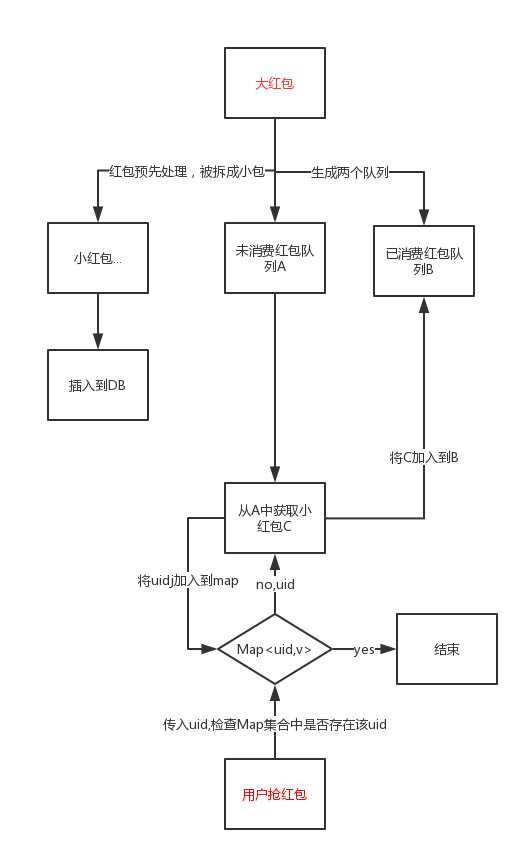 大红包
红包预先处理，被拆成小包
生成两个队列
小红包...
未消费红包队
列A
已消费红包队
列B
插入到DB
将C加入到B
从A中获取小
红包C
将uidj加入到map
no,uid
Map<uid,v>
yes
结束
传入uid,检查Map集合中是否存在该uid
用户抢红包